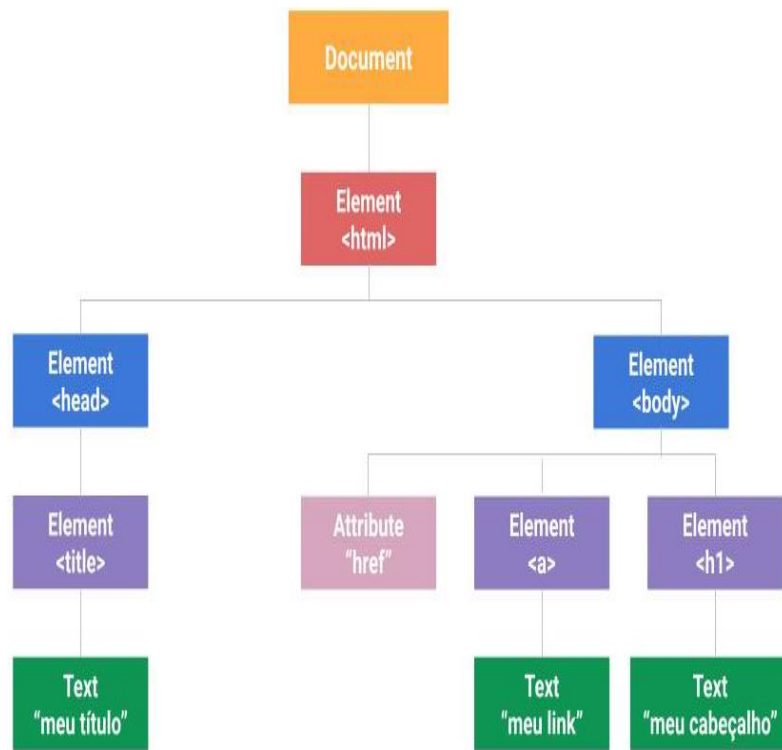 Document
Element
<html>
Element
<head>
Element
<body>
Element
<title>
Attribute
“href”
Element
<a>
Element
<h1>
Text
“meu título”
Text
“meu link”
Text
“meu cabeçalho”